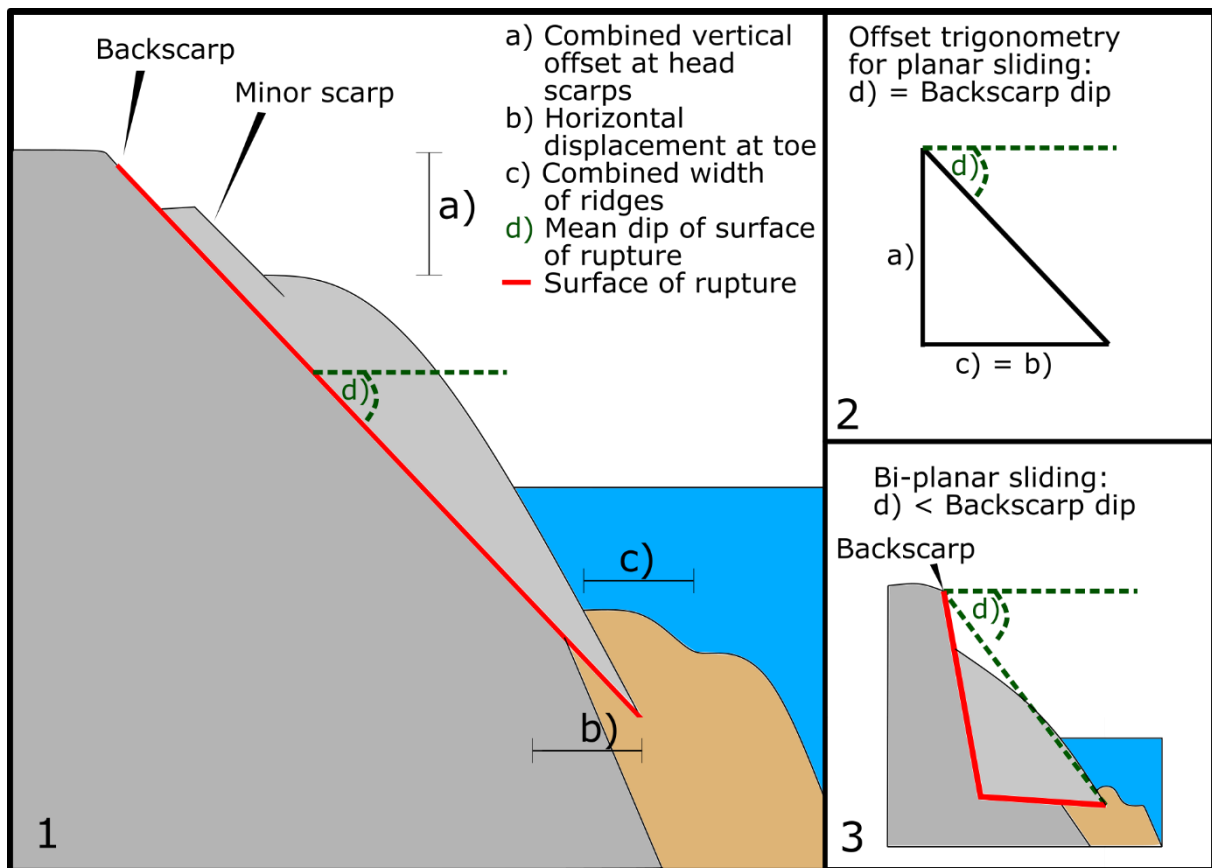 Backscarp
Minor scarp
a) Combined vertical
offset at head
scarps
b) Horizontal
displacement at toe
c) Combined width
of ridges
d) Mean dip of surface
of rupture
Surface of rupture
a)
d)
c)
b)
1
Offset trigonometry
for planar sliding:
d) = Backscarp dip
d)
a)
c) = b)
2
Bi-planar sliding:
d) < Backscarp dip
Backscarp
d)
3